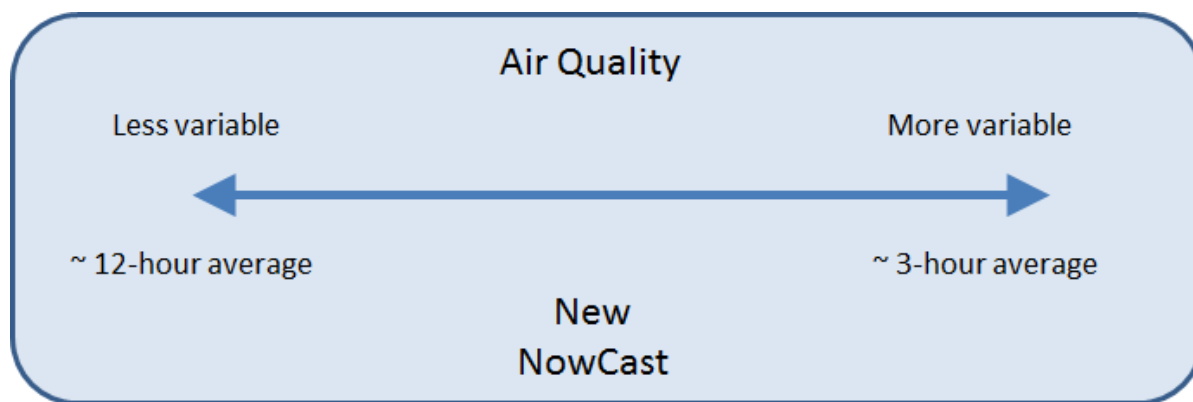 Air Quality
Less variable
More variable
~ 12-hour average
~ 3-hour average
New
NowCast